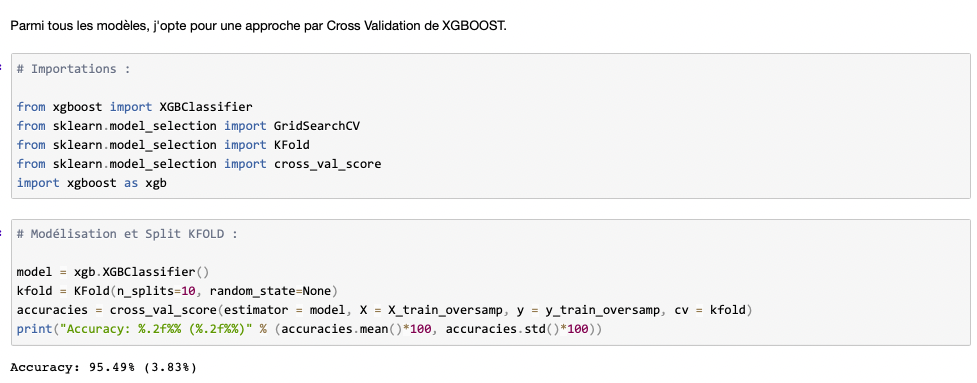 Parmi tous les modèles, j'opte pour une approche par Cross Validation de XGBOOST.
# Importations :
from xgboost import XGBClassifier
from sklearn.model_selection import GridSearchCV
from sklearn.model_selection import KFold
from sklearn.model_selection import cross_val_score
import xgboost as xgb
# Modélisation et Split KFOLD :
model = xgb.XGBClassifier()
kfold = KFold(n_splits=10, random_state=None)
accuracies = cross_val_score(estimator = model, X = X_train_oversamp, y = y_train_oversamp, cv = kfold)
print("Accuracy: %.2f%% (%.2f%%)" % (accuracies.mean()*100, accuracies.std()*100))
Accuracy: 95.49% (3.83%)